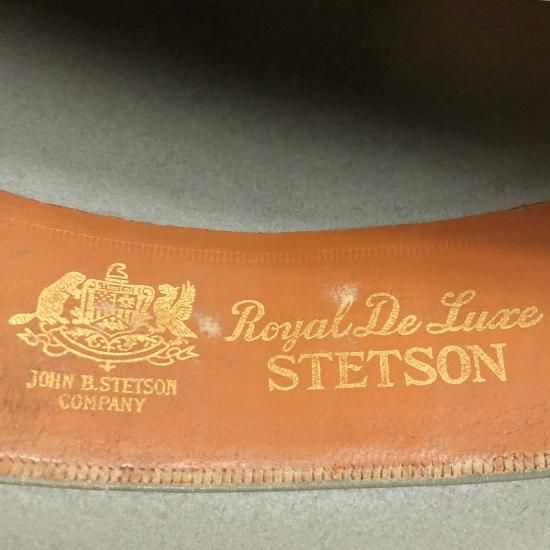 JOHN B. STETSON
COMPANY
Royal De Luxe
STETSON